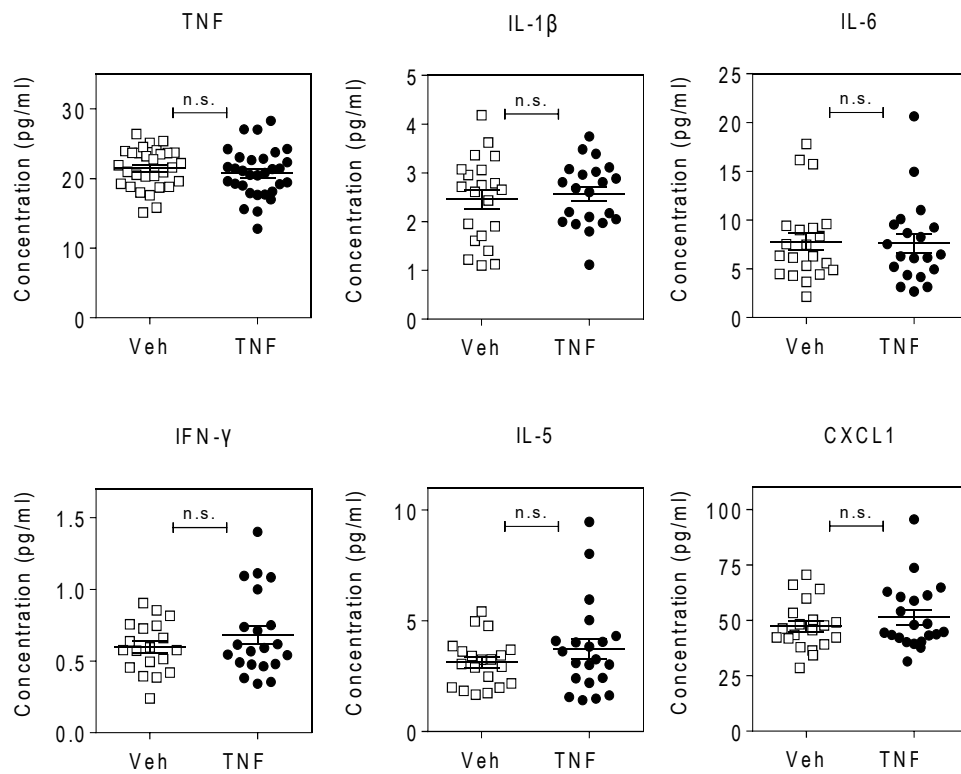 TNF
Concentration (pg/ml)
30
20
10
0
n.s.
Veh
TNF
IL-1β
Concentration (pg/ml)
5
4
3
2
1
0
n.s.
Veh
TNF
IL-6
Concentration (pg/ml)
25
20
15
10
5
0
n.s.
Veh
TNF
IFN-γ
Concentration (pg/ml)
1.5
1.0
0.5
0.0
n.s.
Veh
TNF
IL-5
Concentration (pg/ml)
10
5
0
n.s.
Veh
TNF
CXCL1
Concentration (pg/ml)
100
75
50
25
0
n.s.
Veh
TNF